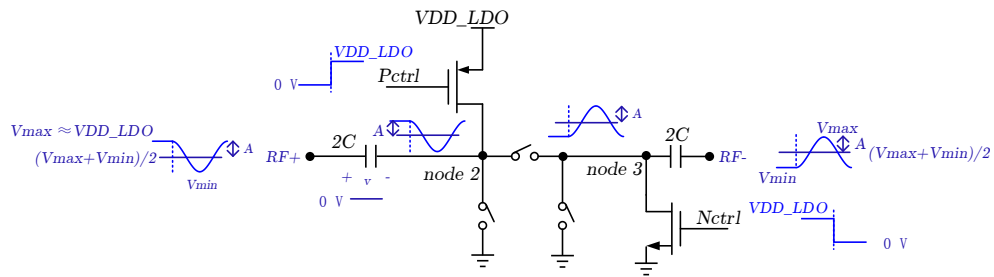 VDD_LDO
VDD_LDO
0 V
Pctrl
Vmax ≈VDD_LDO
(Vmax+Vmin)/2
A
Vmin
RF+
2C
+ v -
0 V
A
node 2
A
node 3
2C
RF-
Vmax
A
(Vmax+Vmin)/2
Vmin
Nctrl
VDD_LDO
0 V